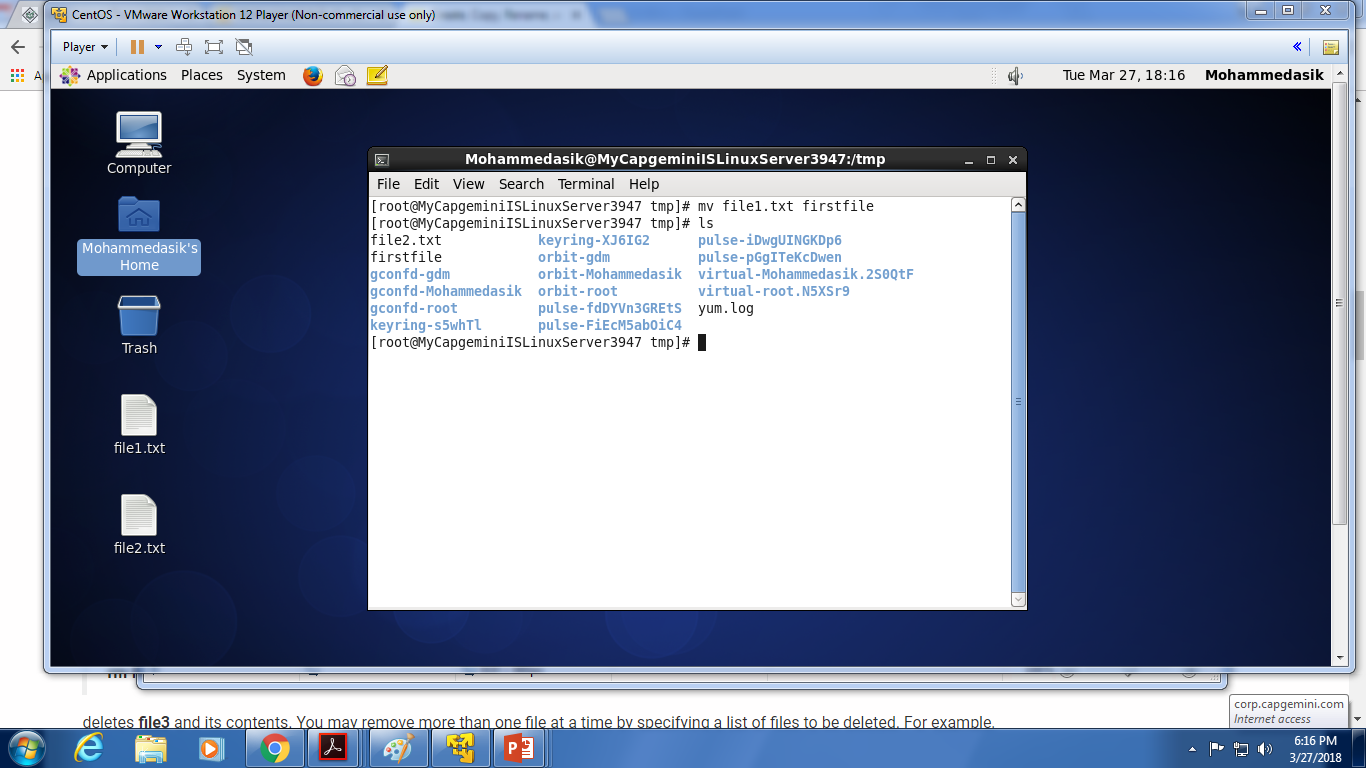 CentOS - VMware Workstation 12 Player (Non-commercial use only)
Player
Applications Places System Tue Mar 27, 18:16 Mohammedasik
Computer
Mohammedasik's
Home
Trash
file1.txt
file2.txt
Mohammedasik@MyCapgeminiISLinuxServer3947:/tmp
File Edit View Search Terminal Help
[root@MyCapgeminiISLinuxServer3947 tmp]# mv file1.txt firstfile
[root@MyCapgeminiISLinuxServer3947 tmp]# ls
file2.txt keyring-XJ6IG2 pulse-iDwgUINGKDp6
firstfile orbit-gdm pulse-pGgITeKcDwen
gconfd-gdm orbit-Mohammedasik virtual-Mohammedasik.2S0QtF
gconfd-Mohammedasik orbit-root virtual-root.N5XSr9
gconfd-root pulse-fdDYVn3GREtS yum.log
keyring-s5whTl pulse-FiEcM5abOiC4
[root@MyCapgeminiISLinuxServer3947 tmp]#
deletes file3 and its contents. You may remove more than one file at a time by specifying a list of files to be deleted. For example,
corp.capgemini.com
Internet access
6:16 PM
3/27/2018